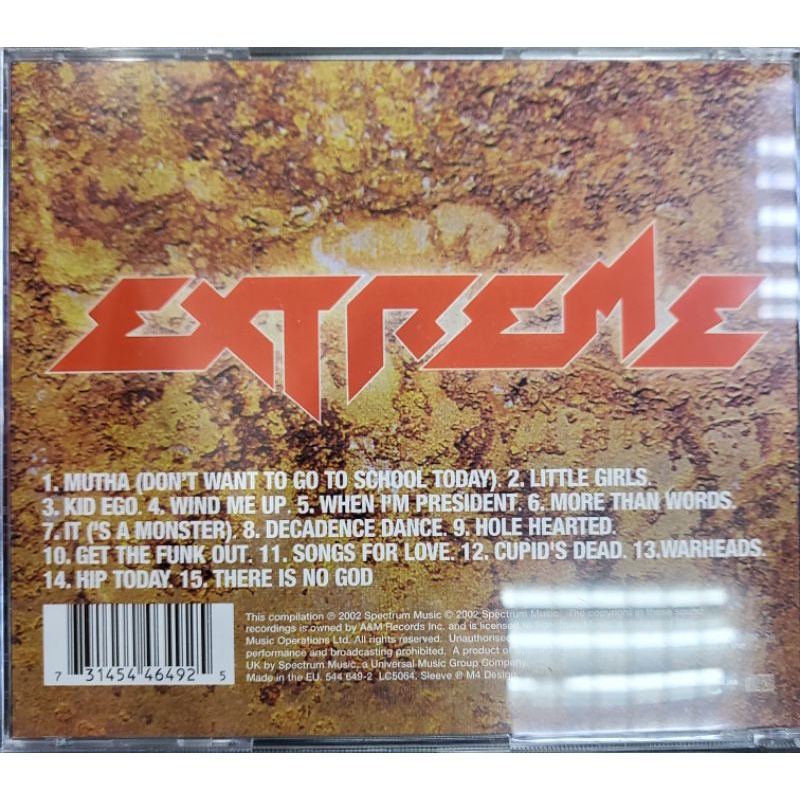 EXTREME
1. MUTHA (DON'T WANT TO GO TO SCHOOL TODAY). 2. LITTLE GIRLS.
3. KID EGO. 4. WIND ME UP. 5. WHEN I'M PRESIDENT. 6. MORE THAN WORDS.
7. IT ('S A MONSTER). 8. DECADENCE DANCE. 9. HOLE HEARTED.
10. GET THE FUNK OUT. 11. SONGS FOR LOVE. 12. CUPID'S DEAD. 13.WARHEADS.
14. HIP TODAY. 15. THERE IS NO GOD
This compilation ℗ 2002 Spectrum Music © 2002 Spectrum Music. The copyright in these sound
recordings is owned by A&M Records Inc. and is licensed
Music Operations Ltd. All rights reserved. Unauthorised
performance and broadcasting prohibited. A product of
UK by Spectrum Music, a Universal Music Group Company.
Made in the EU. 544 649-2 LC5064. Sleeve ℗ M4 Design
7 31454 46492 5